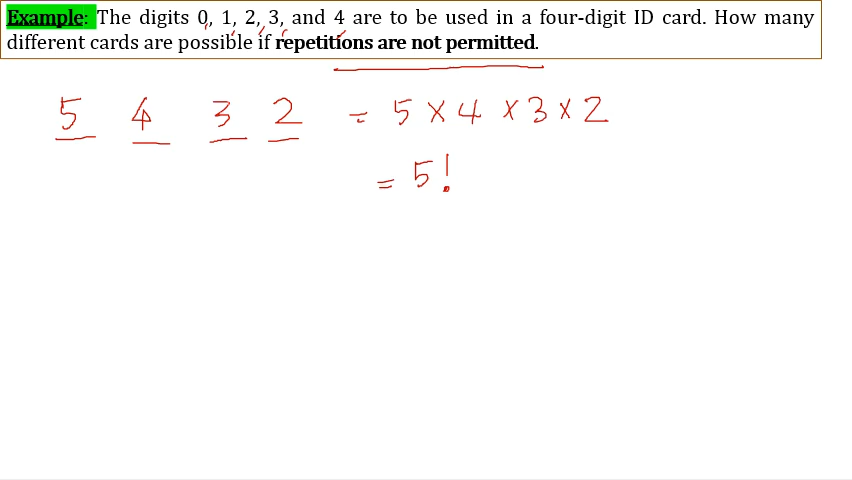 Example: The digits 0, 1, 2, 3, and 4 are to be used in a four-digit ID card. How many
different cards are possible if repetitions are not permitted.
5 4 3 2 = 5 × 4 × 3 × 2
= 5!